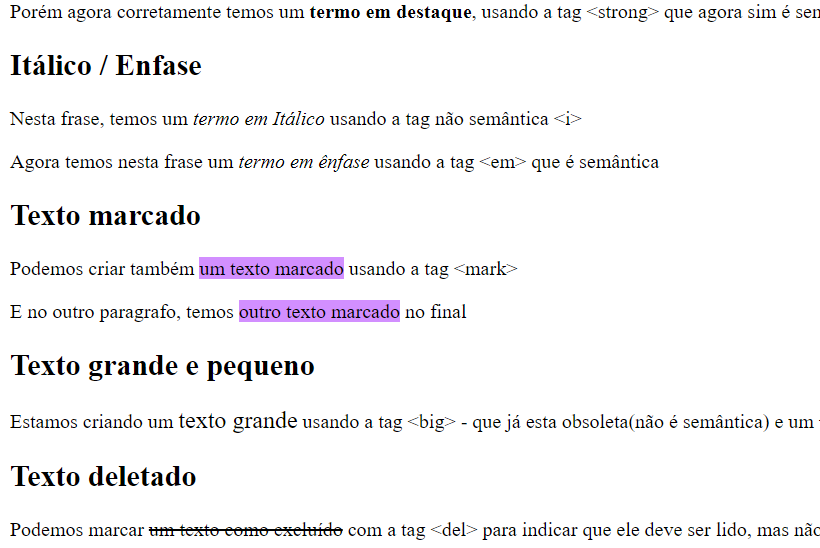 Porém agora corretamente temos um termo em destaque, usando a tag <strong> que agora sim é
Itálico / Enfase
Nesta frase, temos um termo em Itálico usando a tag não semântica <i>
Agora temos nesta frase um termo em ênfase usando a tag <em> que é semântica
Texto marcado
Podemos criar também um texto marcado usando a tag <mark>
E no outro paragrafo, temos outro texto marcado no final
Texto grande e pequeno
Estamos criando um texto grande usando a tag <big> - que já esta obsoleta(não é semântica) e um
Texto deletado
Podemos marcar um texto como excluído com a tag <del> para indicar que ele deve ser lido, mas não